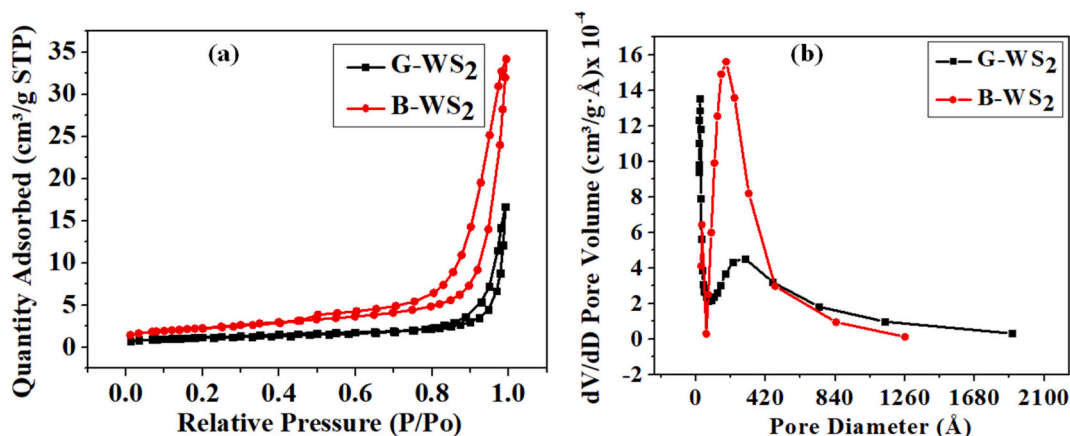 (a)
G-WS₂
B-WS₂
Quantity Adsorbed (cm³/g STP)
35
30
25
20
15
10
5
0
0.0 0.2 0.4 0.6 0.8 1.0
Relative Pressure (P/Po)
(b)
G-WS₂
B-WS₂
dV/dD Pore Volume (cm³/g·Å)x 10⁻⁴
16
14
12
10
8
6
4
2
0
-2
0 420 840 1260 1680 2100
Pore Diameter (Å)